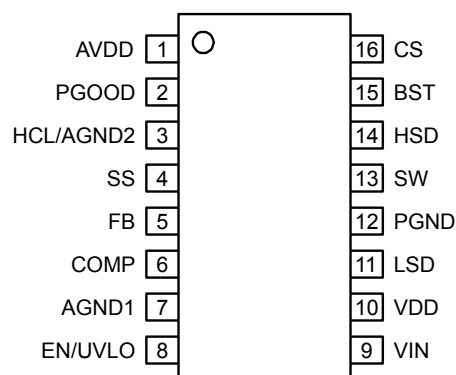 AVDD 1 16 CS
PGOOD 2 15 BST
HCL/AGND2 3 14 HSD
SS 4 13 SW
FB 5 12 PGND
COMP 6 11 LSD
AGND1 7 10 VDD
EN/UVLO 8 9 VIN